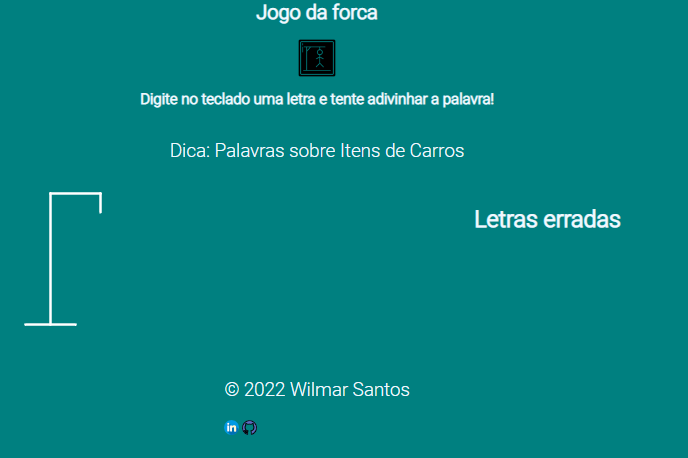 Jogo da forca
Digite no teclado uma letra e tente adivinhar a palavra!
Dica: Palavras sobre Itens de Carros
Letras erradas
© 2022 Wilmar Santos
in